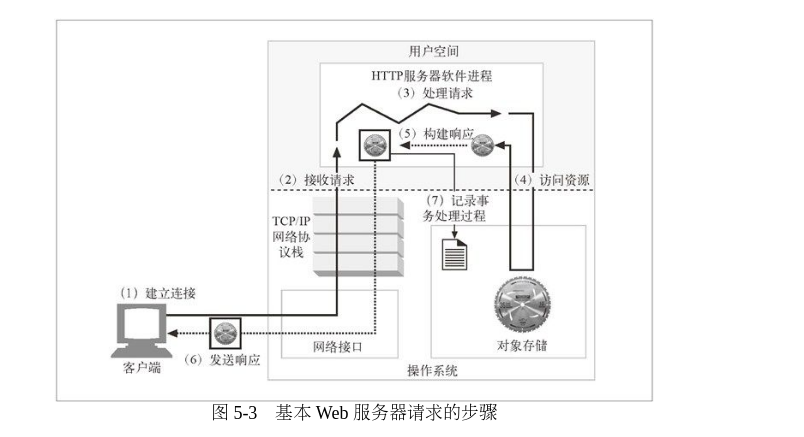 用户空间
HTTP服务器软件进程
（3）处理请求
（5）构建响应
（2）接收请求
（4）访问资源
（7）记录事
务处理过程
TCP/IP
网络协
议栈
（1）建立连接
（6）发送响应
客户端
网络接口
对象存储
操作系统
图 5-3 基本 Web 服务器请求的步骤